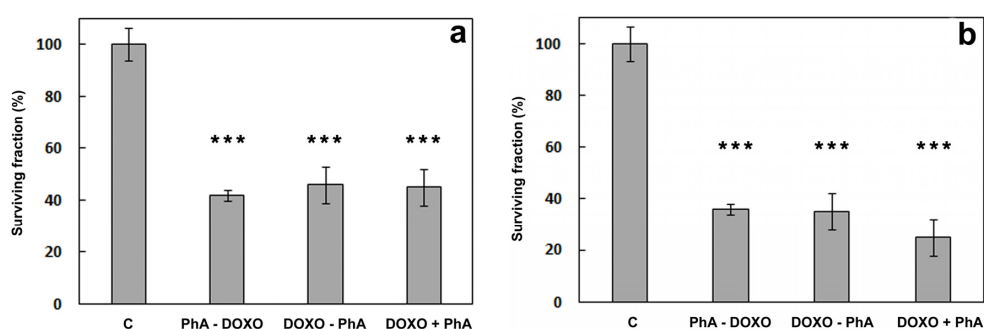 a
Surviving fraction (%)
100
80
60
40
20
0
*** *** ***
C PhA - DOXO DOXO - PhA DOXO + PhA
b
Surviving fraction (%)
100
80
60
40
20
0
*** *** ***
C PhA - DOXO DOXO - PhA DOXO + PhA